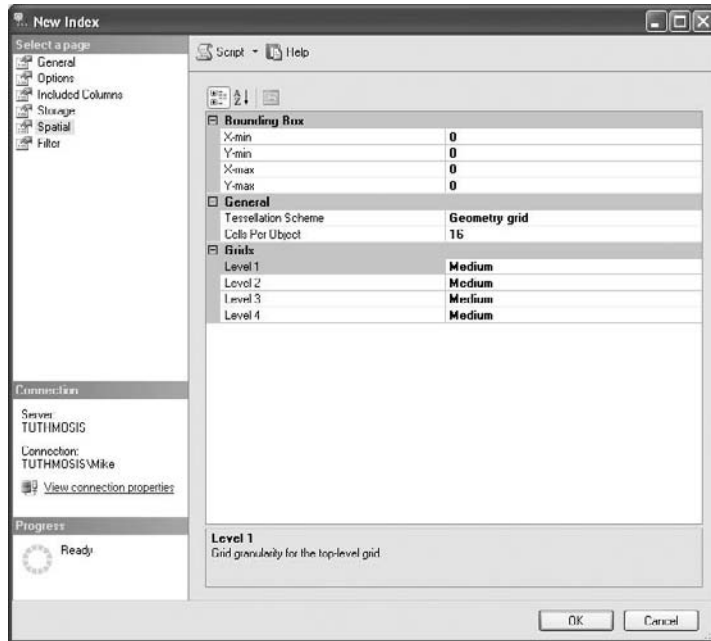 New Index
Select a page
General
Options
Included Columns
Storage
Spatial
Filter
Script
Help
Bounding Box
X-min 0
Y-min 0
X-max 0
Y-max 0
General
Tessellation Scheme Geometry grid
Cells Per Object 16
Grids
Level 1 Medium
Level 2 Medium
Level 3 Medium
Level 4 Medium
Connection
Server:
TUTHMOSIS
Connection:
TUTHMOSIS\Mike
View connection properties
Progress
Ready
Level 1
Grid granularity for the top-level grid
OK
Cancel